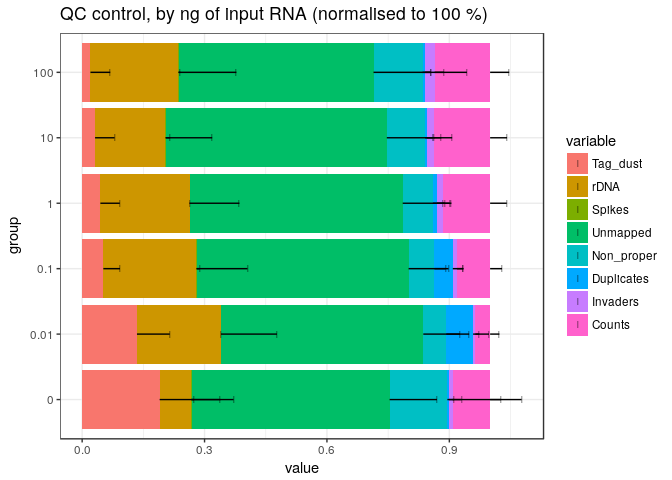 QC control, by ng of input RNA (normalised to 100 %)
group
100
10
1
0.1
0.01
0
0.0
0.3
0.6
0.9
value
variable
Tag_dust
rDNA
Spikes
Unmapped
Non_proper
Duplicates
Invaders
Counts